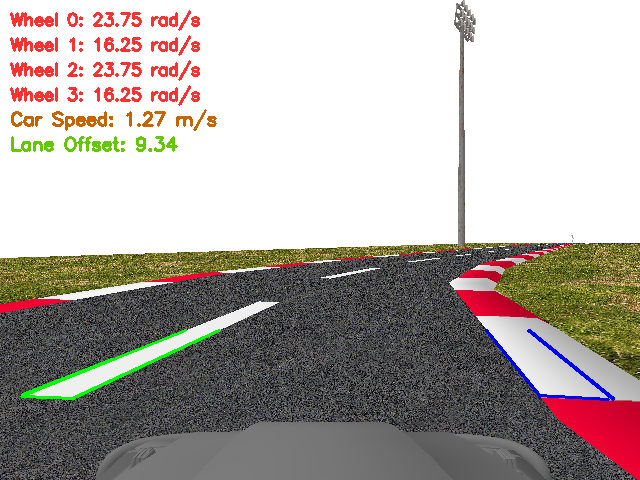 Wheel 0: 23.75 rad/s
Wheel 1: 16.25 rad/s
Wheel 2: 23.75 rad/s
Wheel 3: 16.25 rad/s
Car Speed: 1.27 m/s
Lane Offset: 9.34